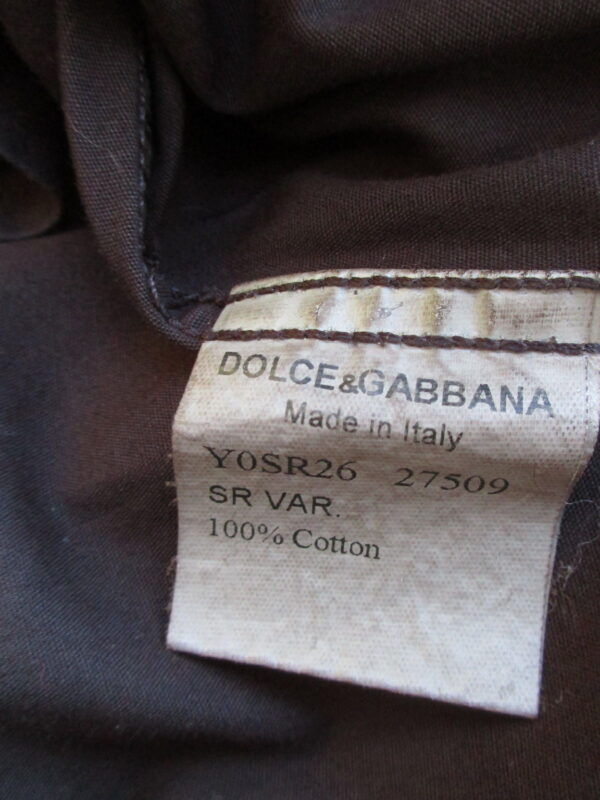 DOLCE&GABBANA
Made in Italy
Y0SR26 27509
SR VAR.
100% Cotton